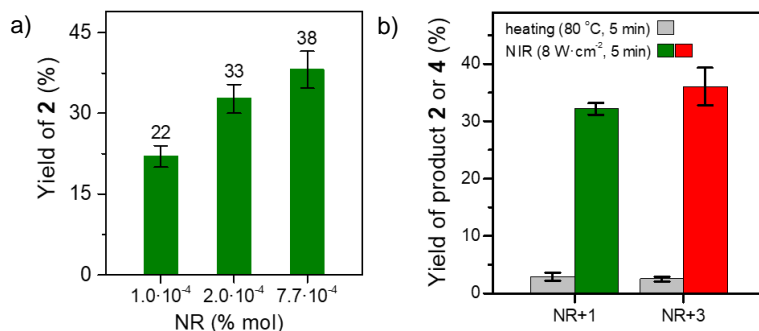 a)
Yield of 2 (%)
45
30
15
0
22
33
38
1.0·10⁻⁴
2.0·10⁻⁴
7.7·10⁻⁴
NR (% mol)
b)
Yield of product 2 or 4 (%)
heating (80 °C, 5 min)
NIR (8 W·cm⁻², 5 min)
40
30
20
10
0
NR+1
NR+3